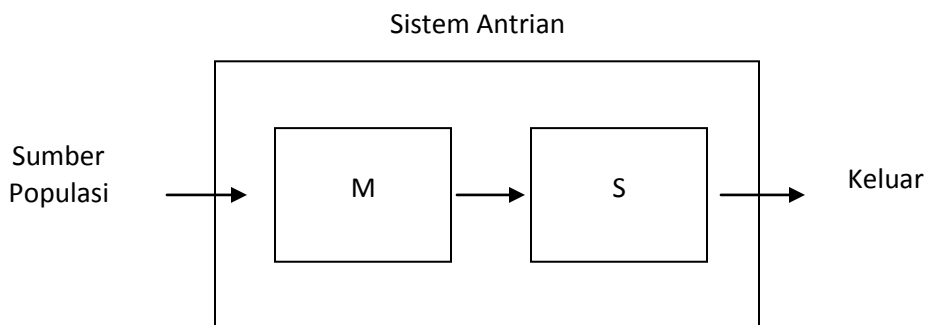 Sistem Antrian
Sumber
Populasi
M
S
Keluar